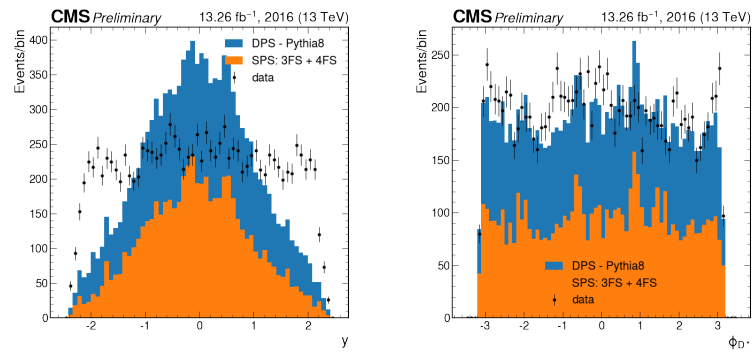 CMS Preliminary 13.26 fb⁻¹, 2016 (13 TeV)
Events/bin
400
350
300
250
200
150
100
50
0
DPS - Pythia8
SPS: 3FS + 4FS
data
-2 -1 0 1 2
y
CMS Preliminary 13.26 fb⁻¹, 2016 (13 TeV)
Events/bin
250
200
150
100
50
0
DPS - Pythia8
SPS: 3FS + 4FS
data
-3 -2 -1 0 1 2 3
ϕD*